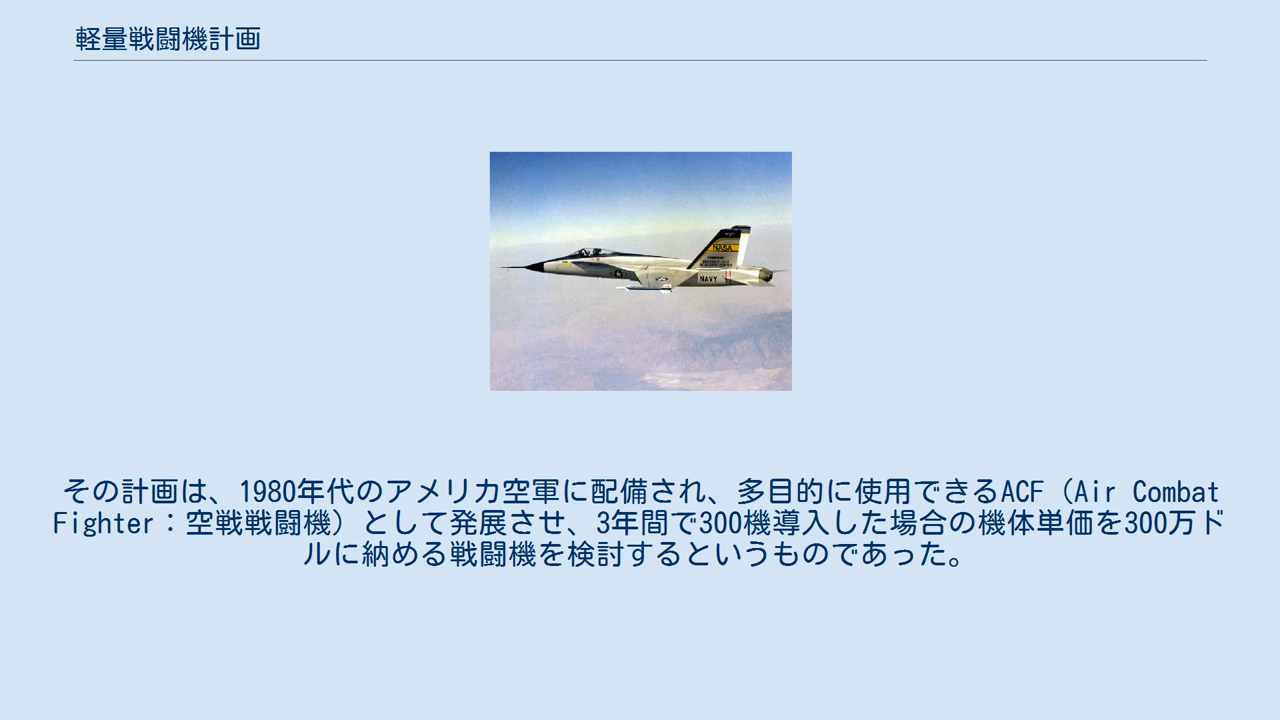 軽量戦闘機計画
NASA
NAVY
その計画は、1980年代のアメリカ空軍に配備され、多目的に使用できるACF（Air Combat
Fighter：空戦戦闘機）として発展させ、3年間で300機導入した場合の機体単価を300万ド
ルに納める戦闘機を検討するというものであった。